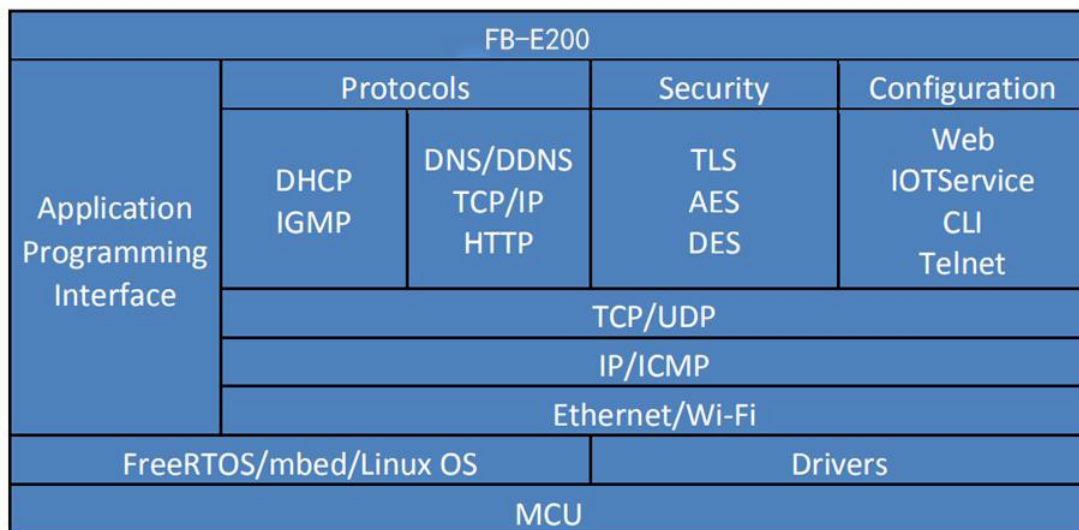 FB-E200
Application
Programming
Interface
Protocols
Security
Configuration
DHCP
IGMP
DNS/DDNS
TCP/IP
HTTP
TLS
AES
DES
Web
IOTService
CLI
Telnet
TCP/UDP
IP/ICMP
Ethernet/Wi-Fi
FreeRTOS/mbed/Linux OS
Drivers
MCU